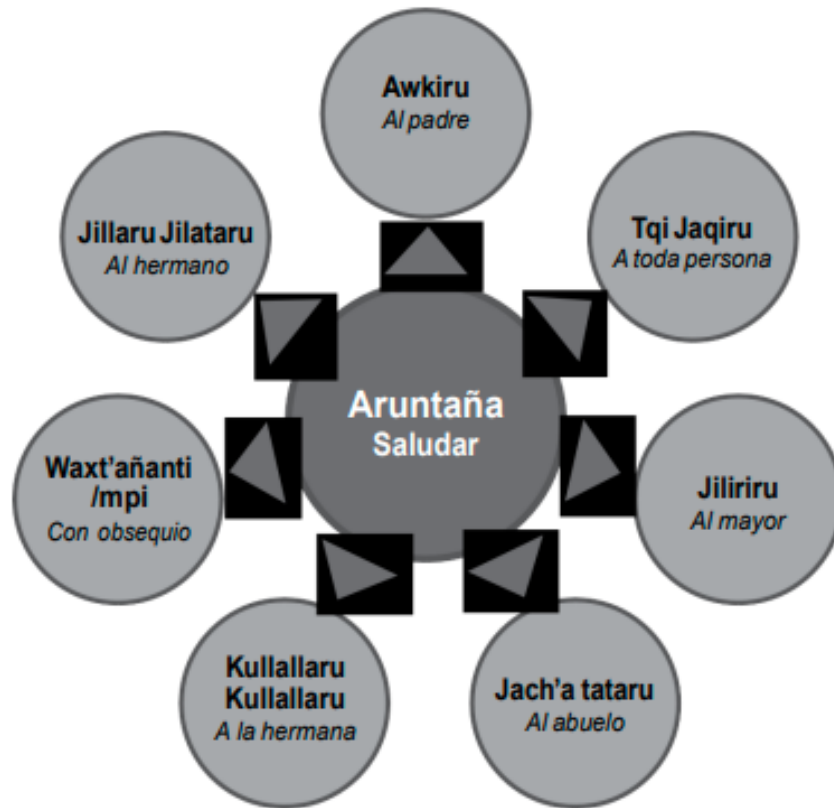 Awkiru
Al padre
Jillaru Jilataru
Al hermano
Tqi Jaqiru
A toda persona
Aruntaña
Saludar
Waxt'añanti
/mpi
Con obsequio
Jiliriru
Al mayor
Kullallaru
Kullallaru
A la hermana
Jach'a tataru
Al abuelo